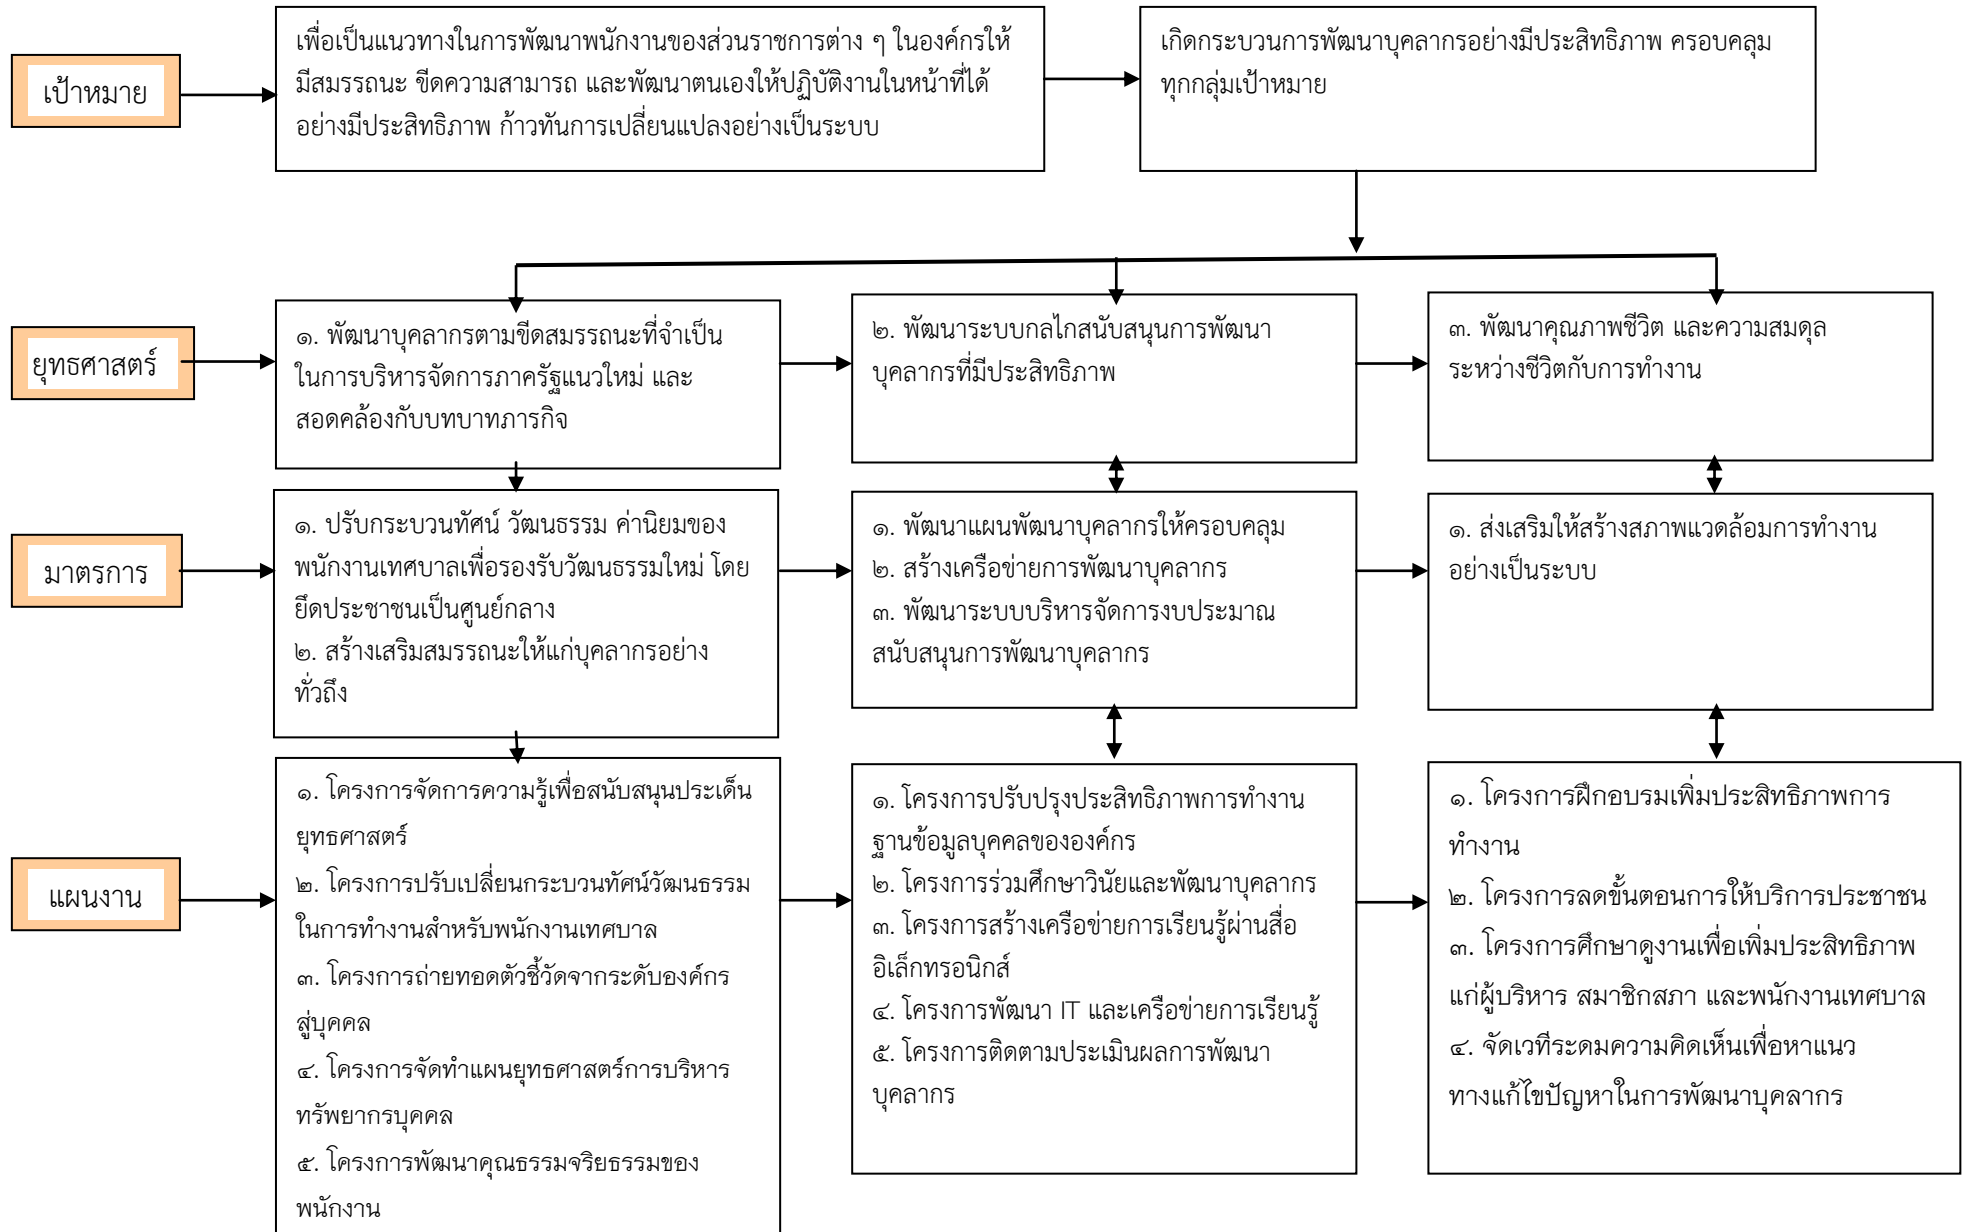 เป้าหมาย
เพื่อเป็นแนวทางในการพัฒนาพนักงานของส่วนราชการต่าง ๆ ในองค์กรให้
มีสมรรถนะ ขีดความสามารถ และพัฒนาตนเองให้ปฏิบัติงานในหน้าที่ได้
อย่างมีประสิทธิภาพ ก้าวทันการเปลี่ยนแปลงอย่างเป็นระบบ
เกิดกระบวนการพัฒนาบุคลากรอย่างมีประสิทธิภาพ ครอบคลุม
ทุกกลุ่มเป้าหมาย
ยุทธศาสตร์
๑. พัฒนาบุคลากรตามขีดสมรรถนะที่จำเป็น
ในการบริหารจัดการภาครัฐแนวใหม่ และ
สอดคล้องกับบทบาทภารกิจ
๒. พัฒนาระบบกลไกสนับสนุนการพัฒนา
บุคลากรที่มีประสิทธิภาพ
๓. พัฒนาคุณภาพชีวิต และความสมดุล
ระหว่างชีวิตกับการทำงาน
มาตรการ
๑. ปรับกระบวนทัศน์ วัฒนธรรม ค่านิยมของ
พนักงานเทศบาลเพื่อรองรับวัฒนธรรมใหม่ โดย
ยึดประชาชนเป็นศูนย์กลาง
๒. สร้างเสริมสมรรถนะให้แก่บุคลากรอย่าง
ทั่วถึง
๑. พัฒนาแผนพัฒนาบุคลากรให้ครอบคลุม
๒. สร้างเครือข่ายการพัฒนาบุคลากร
๓. พัฒนาระบบบริหารจัดการงบประมาณ
สนับสนุนการพัฒนาบุคลากร
๑. ส่งเสริมให้สร้างสภาพแวดล้อมการทำงาน
อย่างเป็นระบบ
แผนงาน
๑. โครงการจัดการความรู้เพื่อสนับสนุนประเด็น
ยุทธศาสตร์
๒. โครงการปรับเปลี่ยนกระบวนทัศน์วัฒนธรรม
ในการทำงานสำหรับพนักงานเทศบาล
๓. โครงการถ่ายทอดตัวชี้วัดจากระดับองค์กร
สู่บุคคล
๔. โครงการจัดทำแผนยุทธศาสตร์การบริหาร
ทรัพยากรบุคคล
๕. โครงการพัฒนาคุณธรรมจริยธรรมของ
พนักงาน
๑. โครงการปรับปรุงประสิทธิภาพการทำงาน
ฐานข้อมูลบุคคลขององค์กร
๒. โครงการร่วมศึกษาวินัยและพัฒนาบุคลากร
๓. โครงการสร้างเครือข่ายการเรียนรู้ผ่านสื่อ
อิเล็กทรอนิกส์
๔. โครงการพัฒนา IT และเครือข่ายการเรียนรู้
๕. โครงการติดตามประเมินผลการพัฒนา
บุคลากร
๑. โครงการฝึกอบรมเพิ่มประสิทธิภาพการ
ทำงาน
๒. โครงการลดขั้นตอนการให้บริการประชาชน
๓. โครงการศึกษาดูงานเพื่อเพิ่มประสิทธิภาพ
แก่ผู้บริหาร สมาชิกสภา และพนักงานเทศบาล
๔. จัดเวทีระดมความคิดเห็นเพื่อหาแนว
ทางแก้ไขปัญหาในการพัฒนาบุคลากร